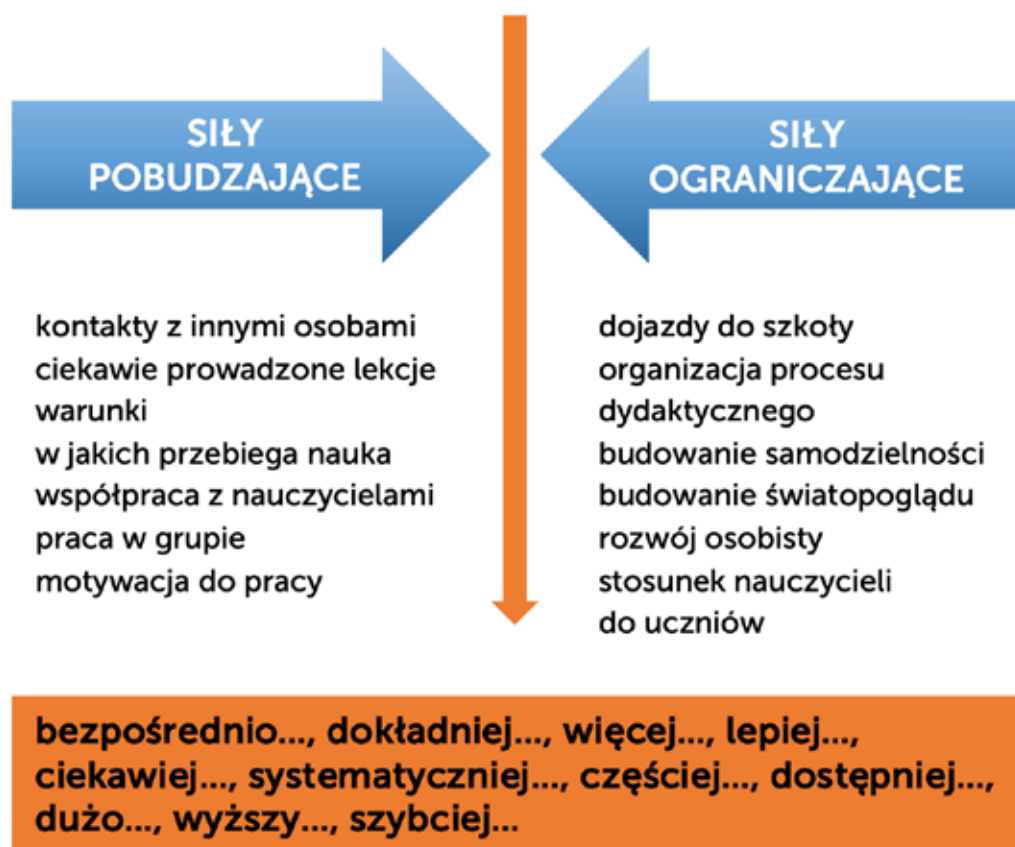 SIŁY
POBUDZAJĄCE
SIŁY
OGRANICZAJĄCE
kontakty z innymi osobami
ciekawie prowadzone lekcje
warunki
w jakich przebiega nauka
współpraca z nauczycielami
praca w grupie
motywacja do pracy
dojazdy do szkoły
organizacja procesu
dydaktycznego
budowanie samodzielności
budowanie światopoglądu
rozwój osobisty
stosunek nauczycieli
do uczniów
bezpośrednio..., dokładniej..., więcej..., lepiej...,
ciekawiej..., systematyczniej..., częściej..., dostępniej...,
dużo..., wyższy..., szybciej...